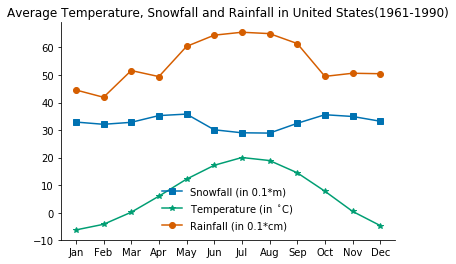 Average Temperature, Snowfall and Rainfall in United States(1961-1990)
60
50
40
30
20
10
0
−10
Snowfall (in 0.1*m)
Temperature (in ˚C)
Rainfall (in 0.1*cm)
Jan Feb Mar Apr May Jun Jul Aug Sep Oct Nov Dec